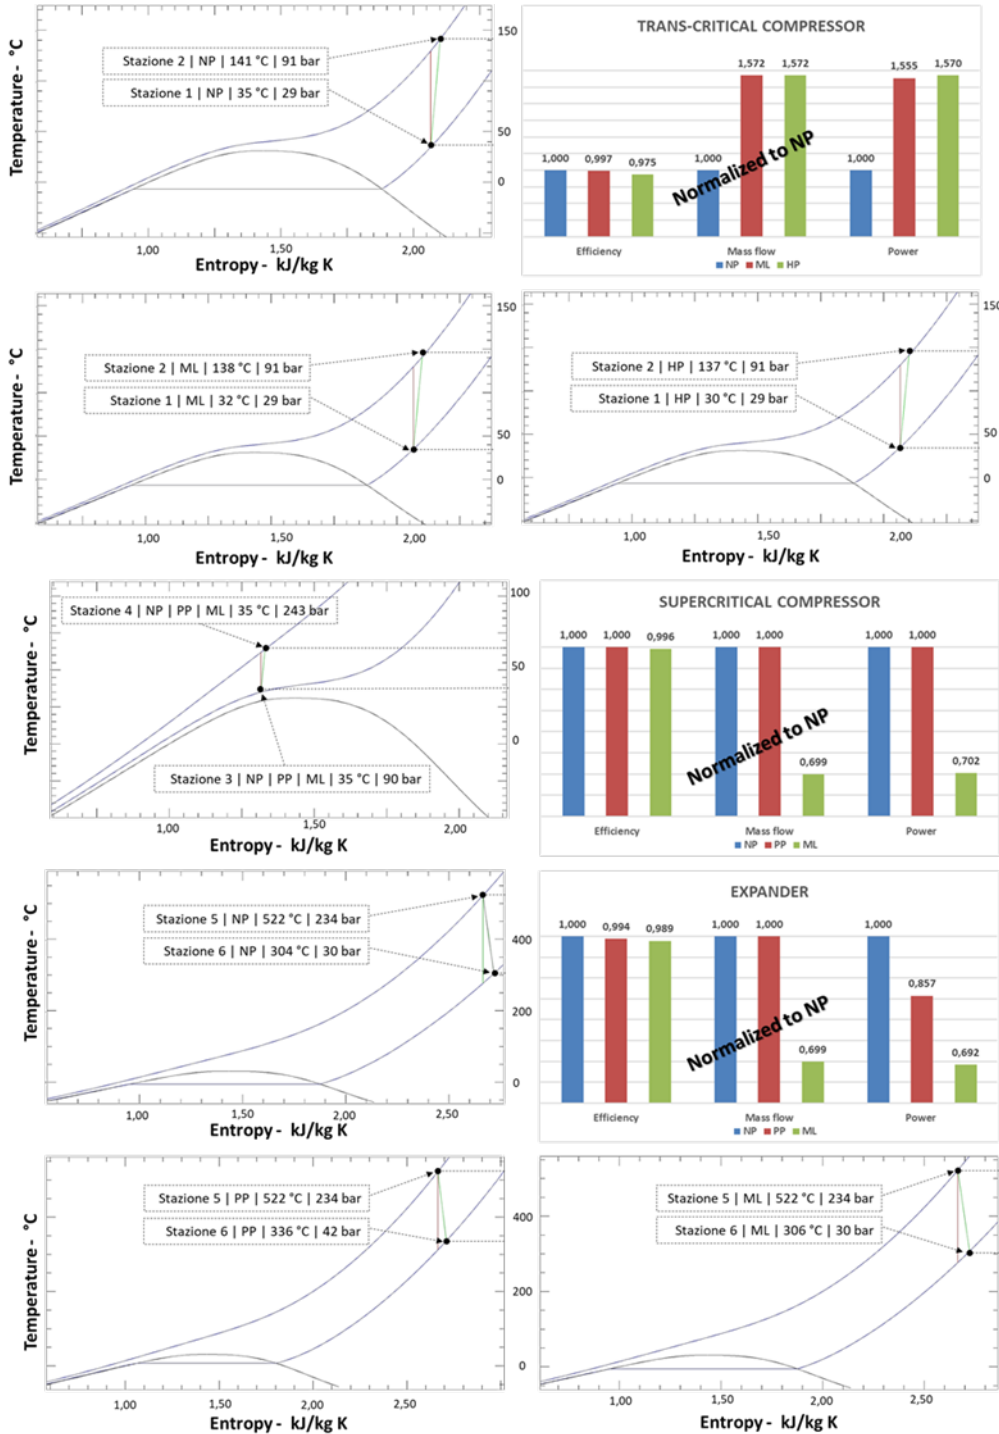 Temperature - °C
Stazione 2 | NP | 141 °C | 91 bar
Stazione 1 | NP | 35 °C | 29 bar
150
50
0
1,00 1,50 2,00
Entropy - kJ/kg K
TRANS-CRITICAL COMPRESSOR
1,000 0,997 0,975 1,000 1,572 1,572 1,000 1,555 1,570
Normalized to NP
Efficiency Mass flow Power
NP ML HP
Temperature - °C
Stazione 2 | ML | 138 °C | 91 bar
Stazione 1 | ML | 32 °C | 29 bar
150
50
0
1,00 1,50 2,00
Entropy - kJ/kg K
Stazione 2 | HP | 137 °C | 91 bar
Stazione 1 | HP | 30 °C | 29 bar
150
50
0
1,00 1,50 2,00
Entropy - kJ/kg K
Temperature - °C
Stazione 4 | NP | PP | ML | 35 °C | 243 bar
Stazione 3 | NP | PP | ML | 35 °C | 90 bar
100
50
0
1,00 1,50 2,00
Entropy - kJ/kg K
SUPERCRITICAL COMPRESSOR
1,000 1,000 0,996 1,000 1,000 0,699 1,000 1,000 0,702
Normalized to NP
Efficiency Mass flow Power
NP PP ML
Temperature - °C
Stazione 5 | NP | 522 °C | 234 bar
Stazione 6 | NP | 304 °C | 30 bar
400
200
0
1,00 1,50 2,00 2,50
Entropy - kJ/kg K
EXPANDER
1,000 0,994 0,989 1,000 1,000 0,699 1,000 0,857 0,692
Normalized to NP
Efficiency Mass flow Power
NP PP ML
Temperature - °C
Stazione 5 | PP | 522 °C | 234 bar
Stazione 6 | PP | 336 °C | 42 bar
400
200
0
1,00 1,50 2,00 2,50
Entropy - kJ/kg K
Stazione 5 | ML | 522 °C | 234 bar
Stazione 6 | ML | 306 °C | 30 bar
400
200
0
1,00 1,50 2,00 2,50
Entropy - kJ/kg K